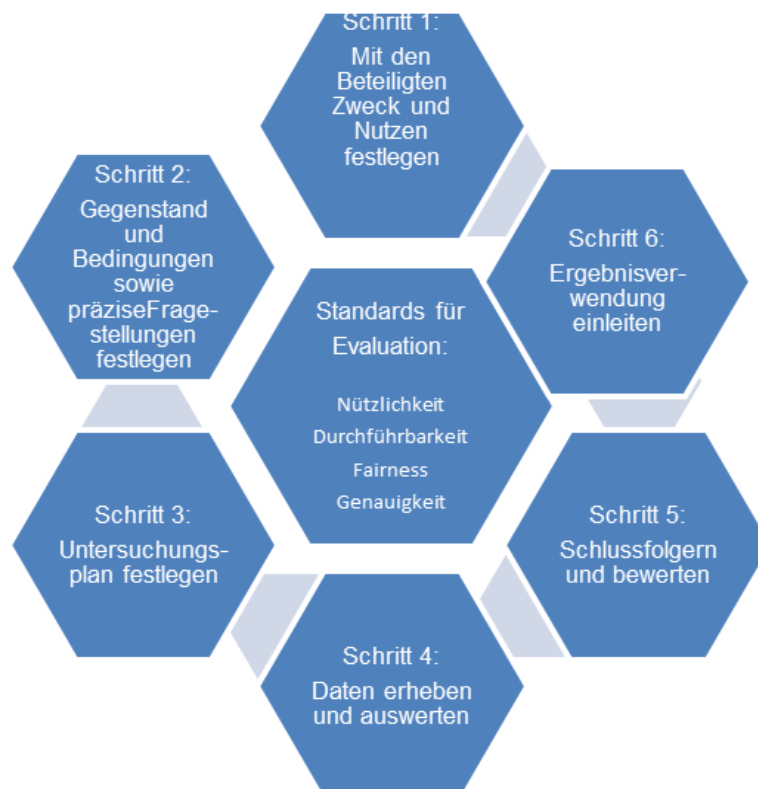 Schritt 1:
Mit den
Beteiligten
Zweck und
Nutzen
festlegen
Schritt 2:
Gegenstand
und
Bedingungen
sowie
präziseFrage-
stellungen
festlegen
Schritt 6:
Ergebnisver-
wendung
einleiten
Standards für
Evaluation:
Nützlichkeit
Durchführbarkeit
Fairness
Genauigkeit
Schritt 3:
Untersuchungs-
plan festlegen
Schritt 5:
Schlussfolgern
und bewerten
Schritt 4:
Daten erheben
und auswerten